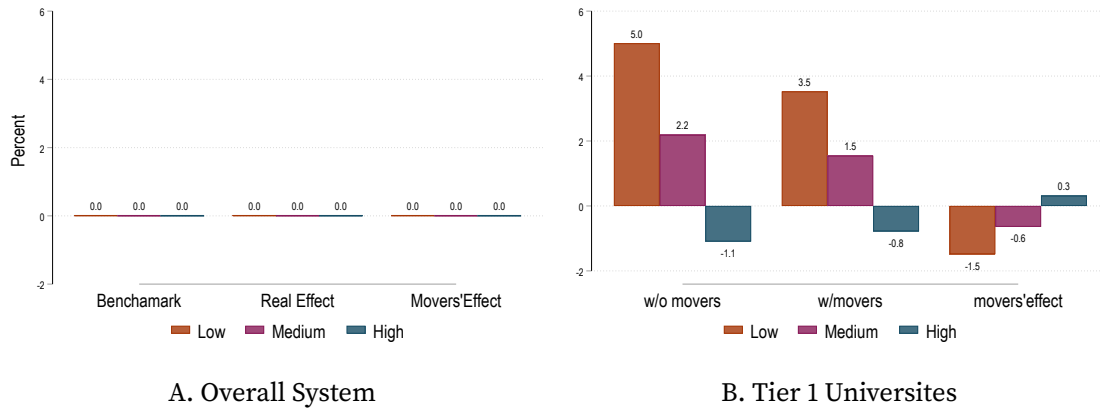 Percent
6
4
2
0
-2
0.0 0.0 0.0 0.0 0.0 0.0 0.0 0.0 0.0
Benchamark Real Effect Movers'Effect
Low Medium High
A. Overall System
6
4
2
0
-2
5.0 2.2 -1.1 3.5 1.5 -0.8 -1.5 -0.6 0.3
w/o movers w/movers movers'effect
Low Medium High
B. Tier 1 Universites